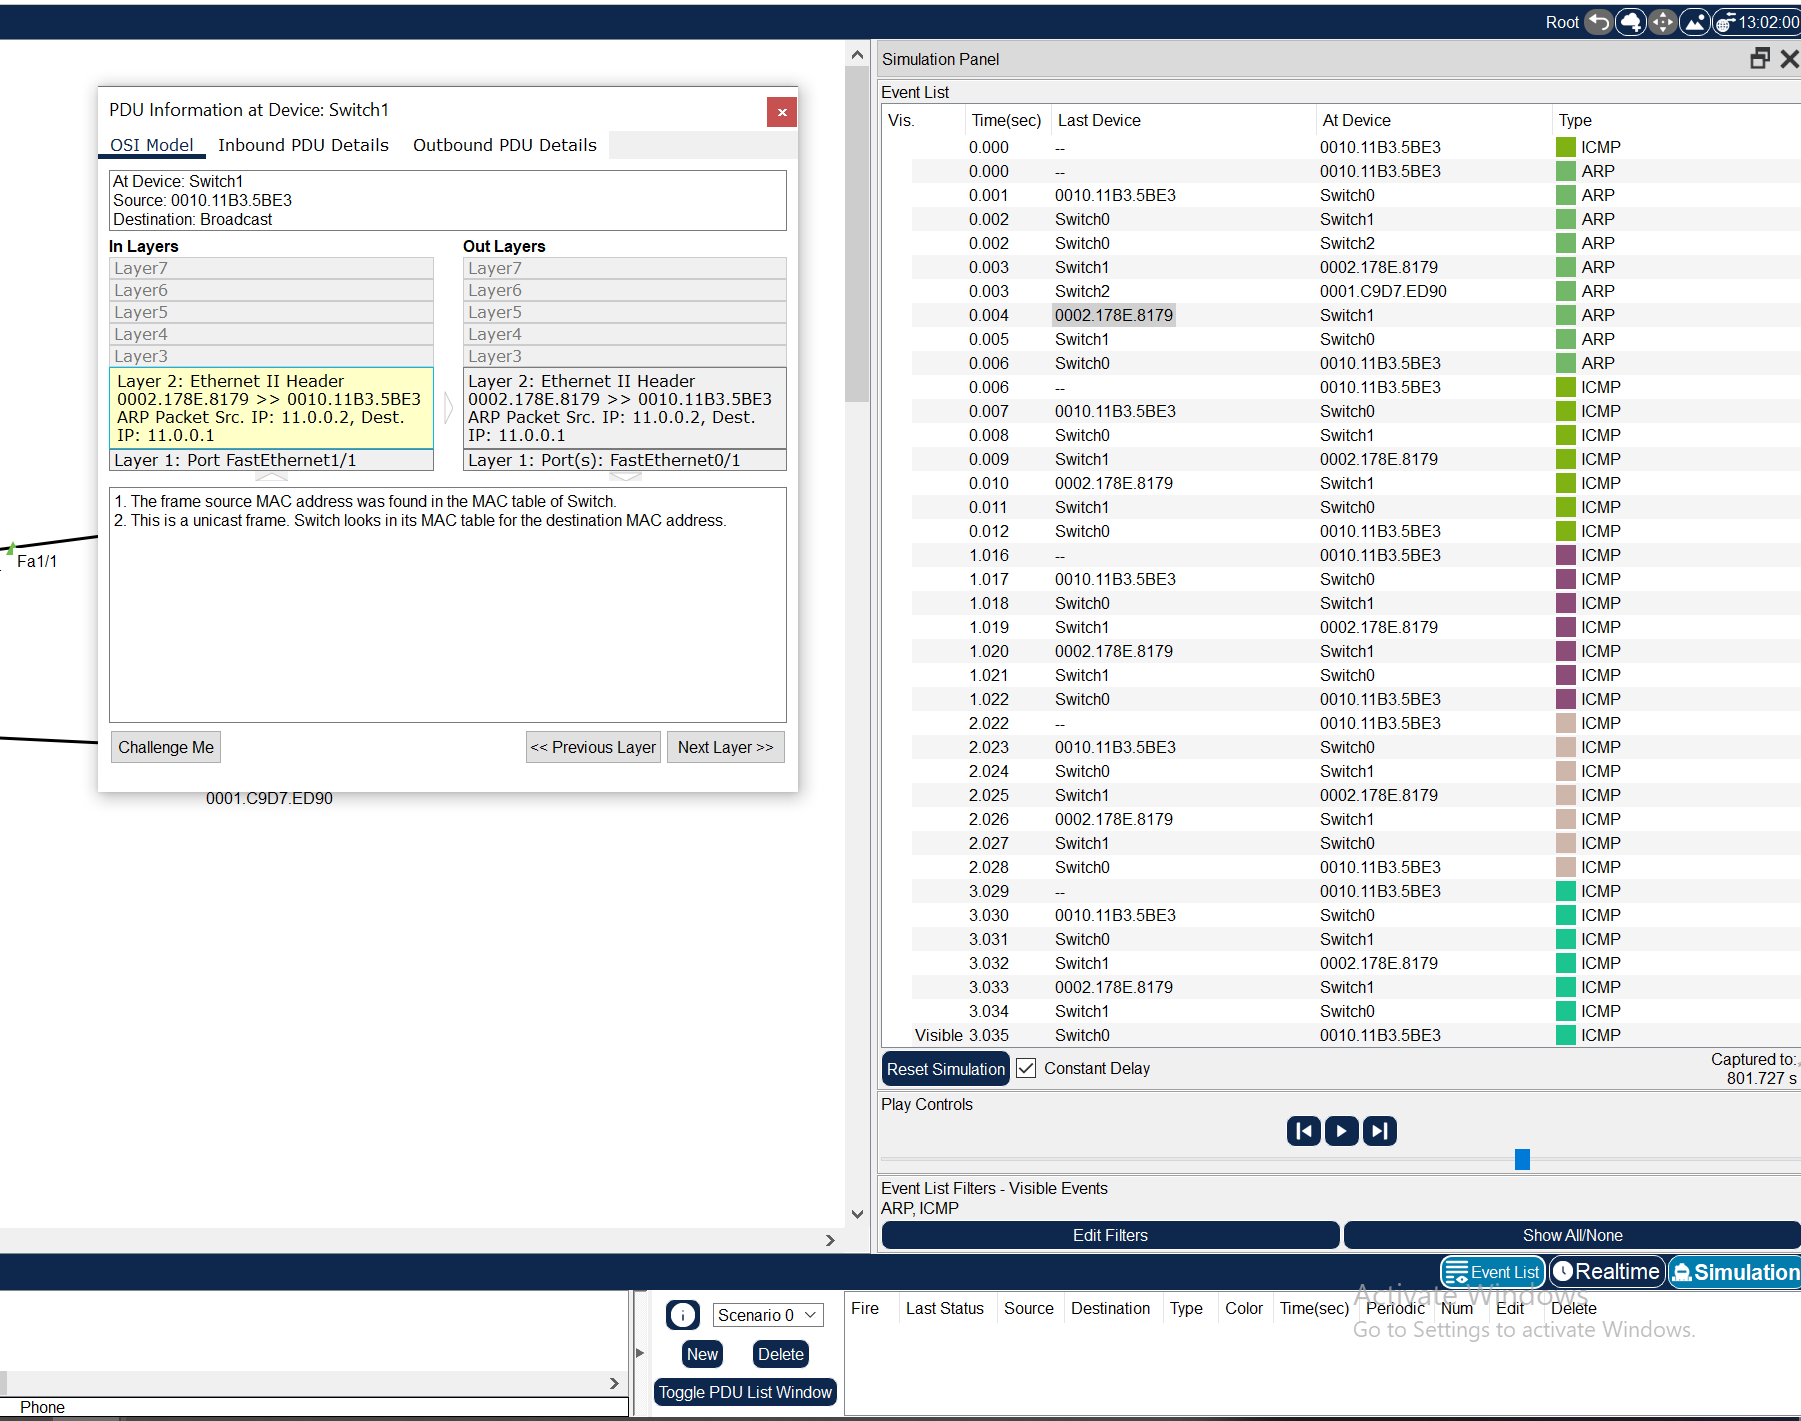 Root 13:02:00
Simulation Panel
Event List
Vis. Time(sec) Last Device At Device Type
0.000 -- 0010.11B3.5BE3 ICMP
0.000 -- 0010.11B3.5BE3 ARP
0.001 0010.11B3.5BE3 Switch0 ARP
0.002 Switch0 Switch1 ARP
0.002 Switch0 Switch2 ARP
0.003 Switch1 0002.178E.8179 ARP
0.003 Switch2 0001.C9D7.ED90 ARP
0.004 0002.178E.8179 Switch1 ARP
0.005 Switch1 Switch0 ARP
0.006 Switch0 0010.11B3.5BE3 ARP
0.006 -- 0010.11B3.5BE3 ICMP
0.007 0010.11B3.5BE3 Switch0 ICMP
0.008 Switch0 Switch1 ICMP
0.009 Switch1 0002.178E.8179 ICMP
0.010 0002.178E.8179 Switch1 ICMP
0.011 Switch1 Switch0 ICMP
0.012 Switch0 0010.11B3.5BE3 ICMP
1.016 -- 0010.11B3.5BE3 ICMP
1.017 0010.11B3.5BE3 Switch0 ICMP
1.018 Switch0 Switch1 ICMP
1.019 Switch1 0002.178E.8179 ICMP
1.020 0002.178E.8179 Switch1 ICMP
1.021 Switch1 Switch0 ICMP
1.022 Switch0 0010.11B3.5BE3 ICMP
2.022 -- 0010.11B3.5BE3 ICMP
2.023 0010.11B3.5BE3 Switch0 ICMP
2.024 Switch0 Switch1 ICMP
2.025 Switch1 0002.178E.8179 ICMP
2.026 0002.178E.8179 Switch1 ICMP
2.027 Switch1 Switch0 ICMP
2.028 Switch0 0010.11B3.5BE3 ICMP
3.029 -- 0010.11B3.5BE3 ICMP
3.030 0010.11B3.5BE3 Switch0 ICMP
3.031 Switch0 Switch1 ICMP
3.032 Switch1 0002.178E.8179 ICMP
3.033 0002.178E.8179 Switch1 ICMP
3.034 Switch1 Switch0 ICMP
Visible 3.035 Switch0 0010.11B3.5BE3 ICMP
Reset Simulation Constant Delay
Captured to:
801.727 s
Play Controls
Event List Filters - Visible Events
ARP, ICMP
Edit Filters Show All/None
PDU Information at Device: Switch1
OSI Model Inbound PDU Details Outbound PDU Details
At Device: Switch1
Source: 0010.11B3.5BE3
Destination: Broadcast
In Layers
Layer7
Layer6
Layer5
Layer4
Layer3
Layer 2: Ethernet II Header
0002.178E.8179 >> 0010.11B3.5BE3
ARP Packet Src. IP: 11.0.0.2, Dest.
IP: 11.0.0.1
Layer 1: Port FastEthernet1/1
Out Layers
Layer7
Layer6
Layer5
Layer4
Layer3
Layer 2: Ethernet II Header
0002.178E.8179 >> 0010.11B3.5BE3
ARP Packet Src. IP: 11.0.0.2, Dest.
IP: 11.0.0.1
Layer 1: Port(s): FastEthernet0/1
1. The frame source MAC address was found in the MAC table of Switch.
2. This is a unicast frame. Switch looks in its MAC table for the destination MAC address.
Challenge Me << Previous Layer Next Layer >>
Fa1/1
0001.C9D7.ED90
Event List Realtime Simulation
Scenario 0
New Delete
Toggle PDU List Window
Fire Last Status Source Destination Type Color Time(sec) Periodic Num Edit Delete
Activate Windows
Go to Settings to activate Windows.
Phone